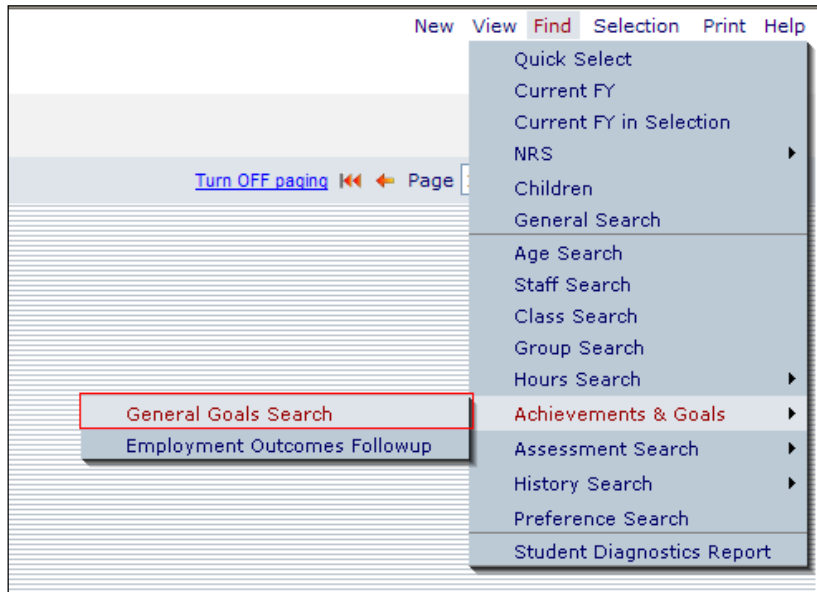 New View Find Selection Print Help
Quick Select
Current FY
Current FY in Selection
NRS
Turn OFF paging Page
Children
General Search
Age Search
Staff Search
Class Search
Group Search
Hours Search
General Goals Search
Achievements & Goals
Employment Outcomes Followup
Assessment Search
History Search
Preference Search
Student Diagnostics Report